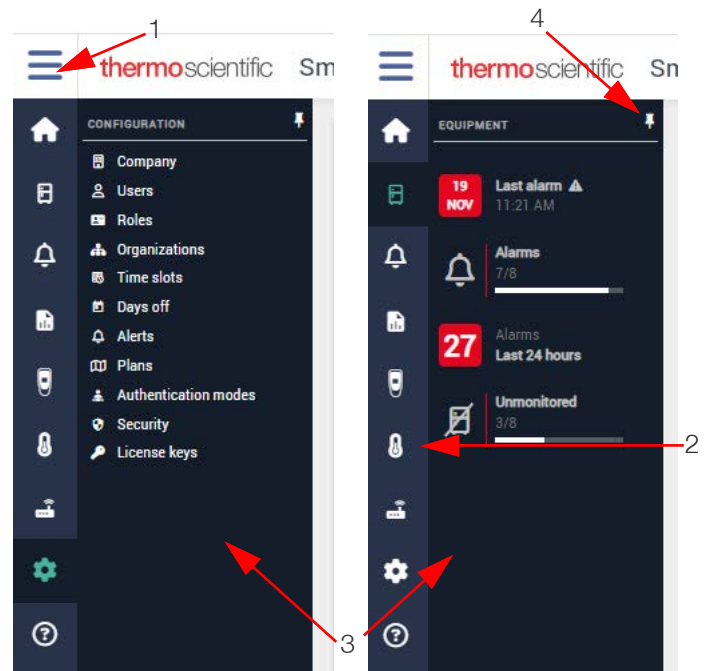 1
4
thermoscientific Sm
thermoscientific Sm
CONFIGURATION
Company
Users
Roles
Organizations
Time slots
Days off
Alerts
Plans
Authentication modes
Security
License keys
EQUIPMENT
19
NOV
Last alarm
11:21 AM
Alarms
7/8
27
Alarms
Last 24 hours
Unmonitored
3/8
2
3